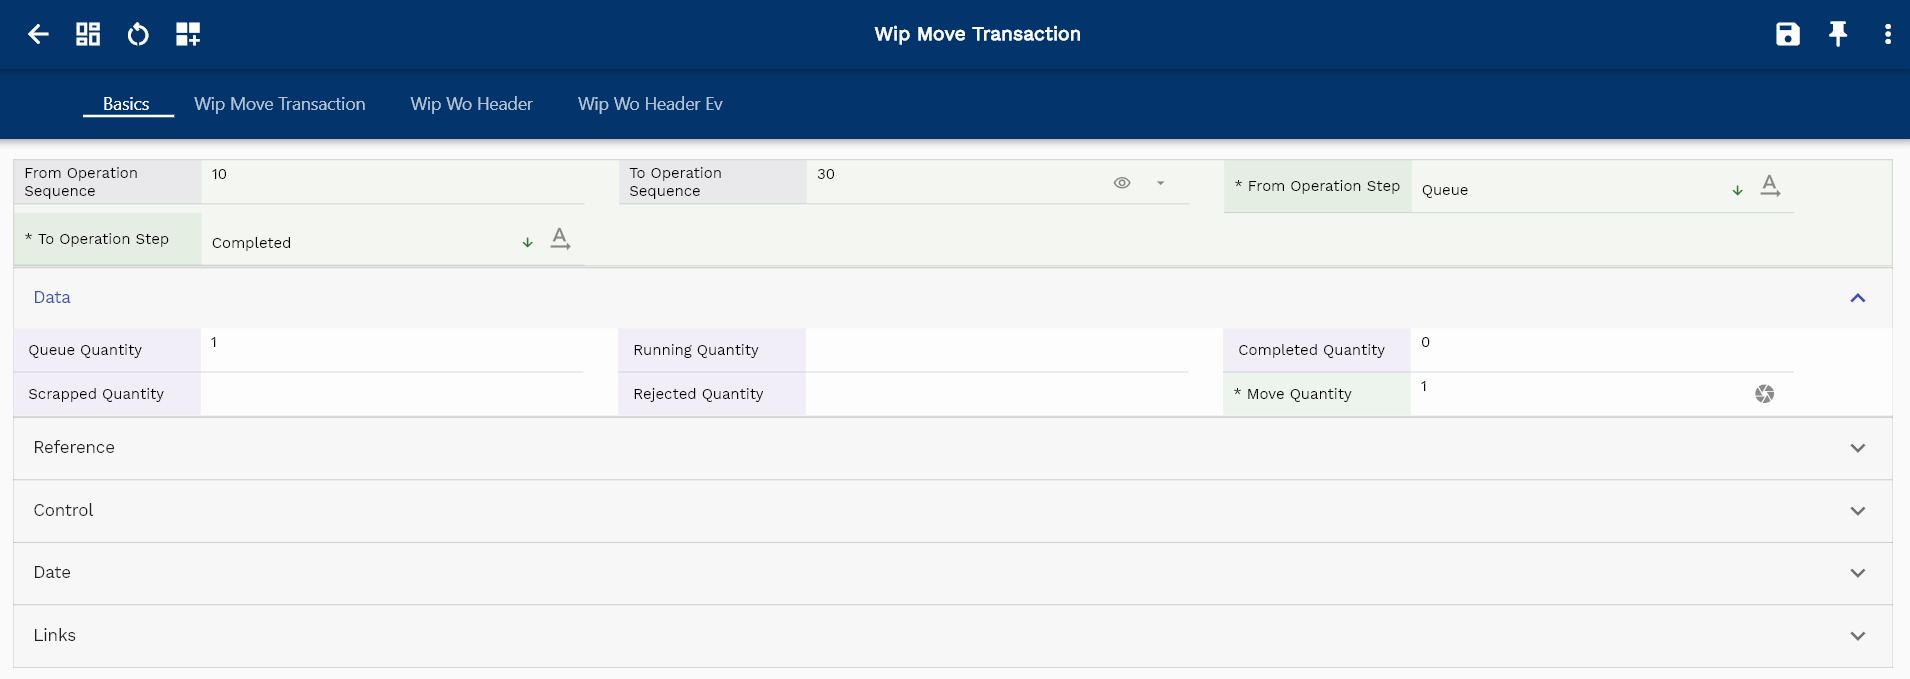 Wip Move Transaction
Basics Wip Move Transaction Wip Wo Header Wip Wo Header Ev
From Operation Sequence 10
To Operation Sequence 30
* From Operation Step Queue
* To Operation Step Completed
Data
Queue Quantity 1
Running Quantity
Completed Quantity 0
Scrapped Quantity
Rejected Quantity
* Move Quantity 1
Reference
Control
Date
Links